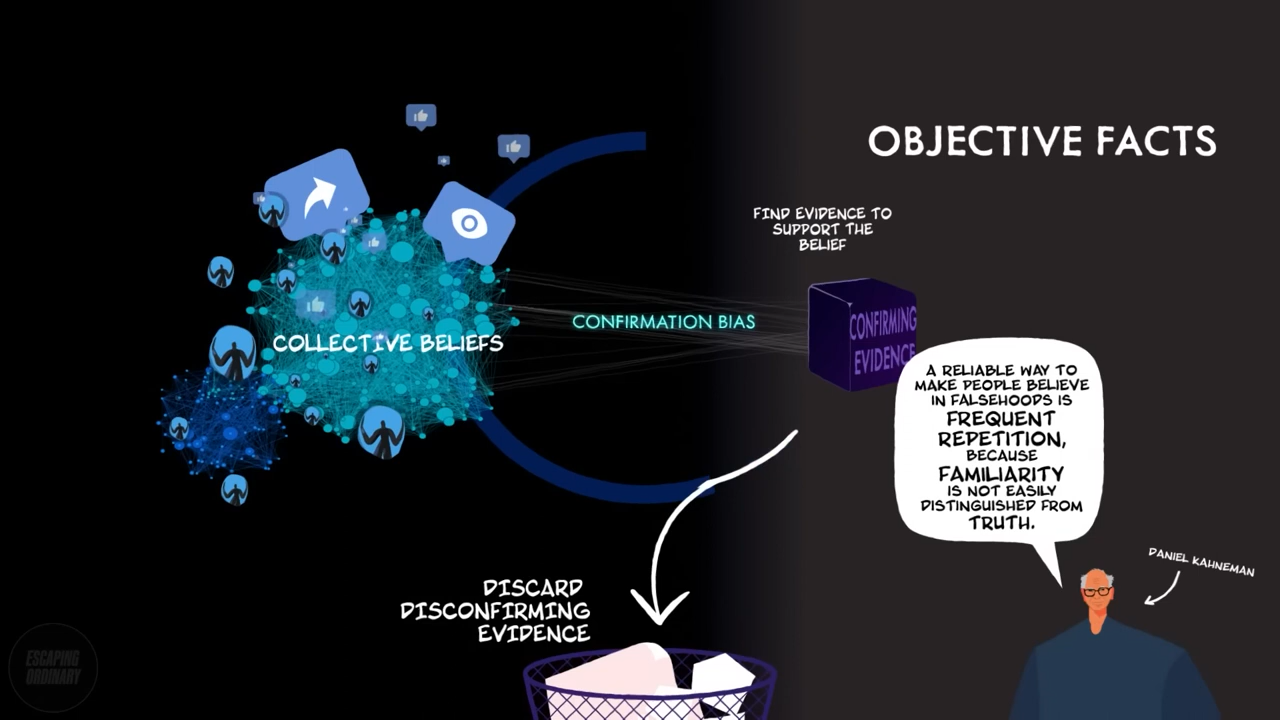 OBJECTIVE FACTS
FIND EVIDENCE TO
SUPPORT THE
BELIEF
CONFIRMATION BIAS
CONFIRMING
EVIDENCE
COLLECTIVE BELIEFS
A RELIABLE WAY TO
MAKE PEOPLE BELIEVE
IN FALSEHOODS IS
FREQUENT
REPETITION,
BECAUSE
FAMILIARITY
IS NOT EASILY
DISTINGUISHED FROM
TRUTH.
DANIEL KAHNEMAN
DISCARD
DISCONFIRMING
EVIDENCE
ESCAPING
ORDINARY